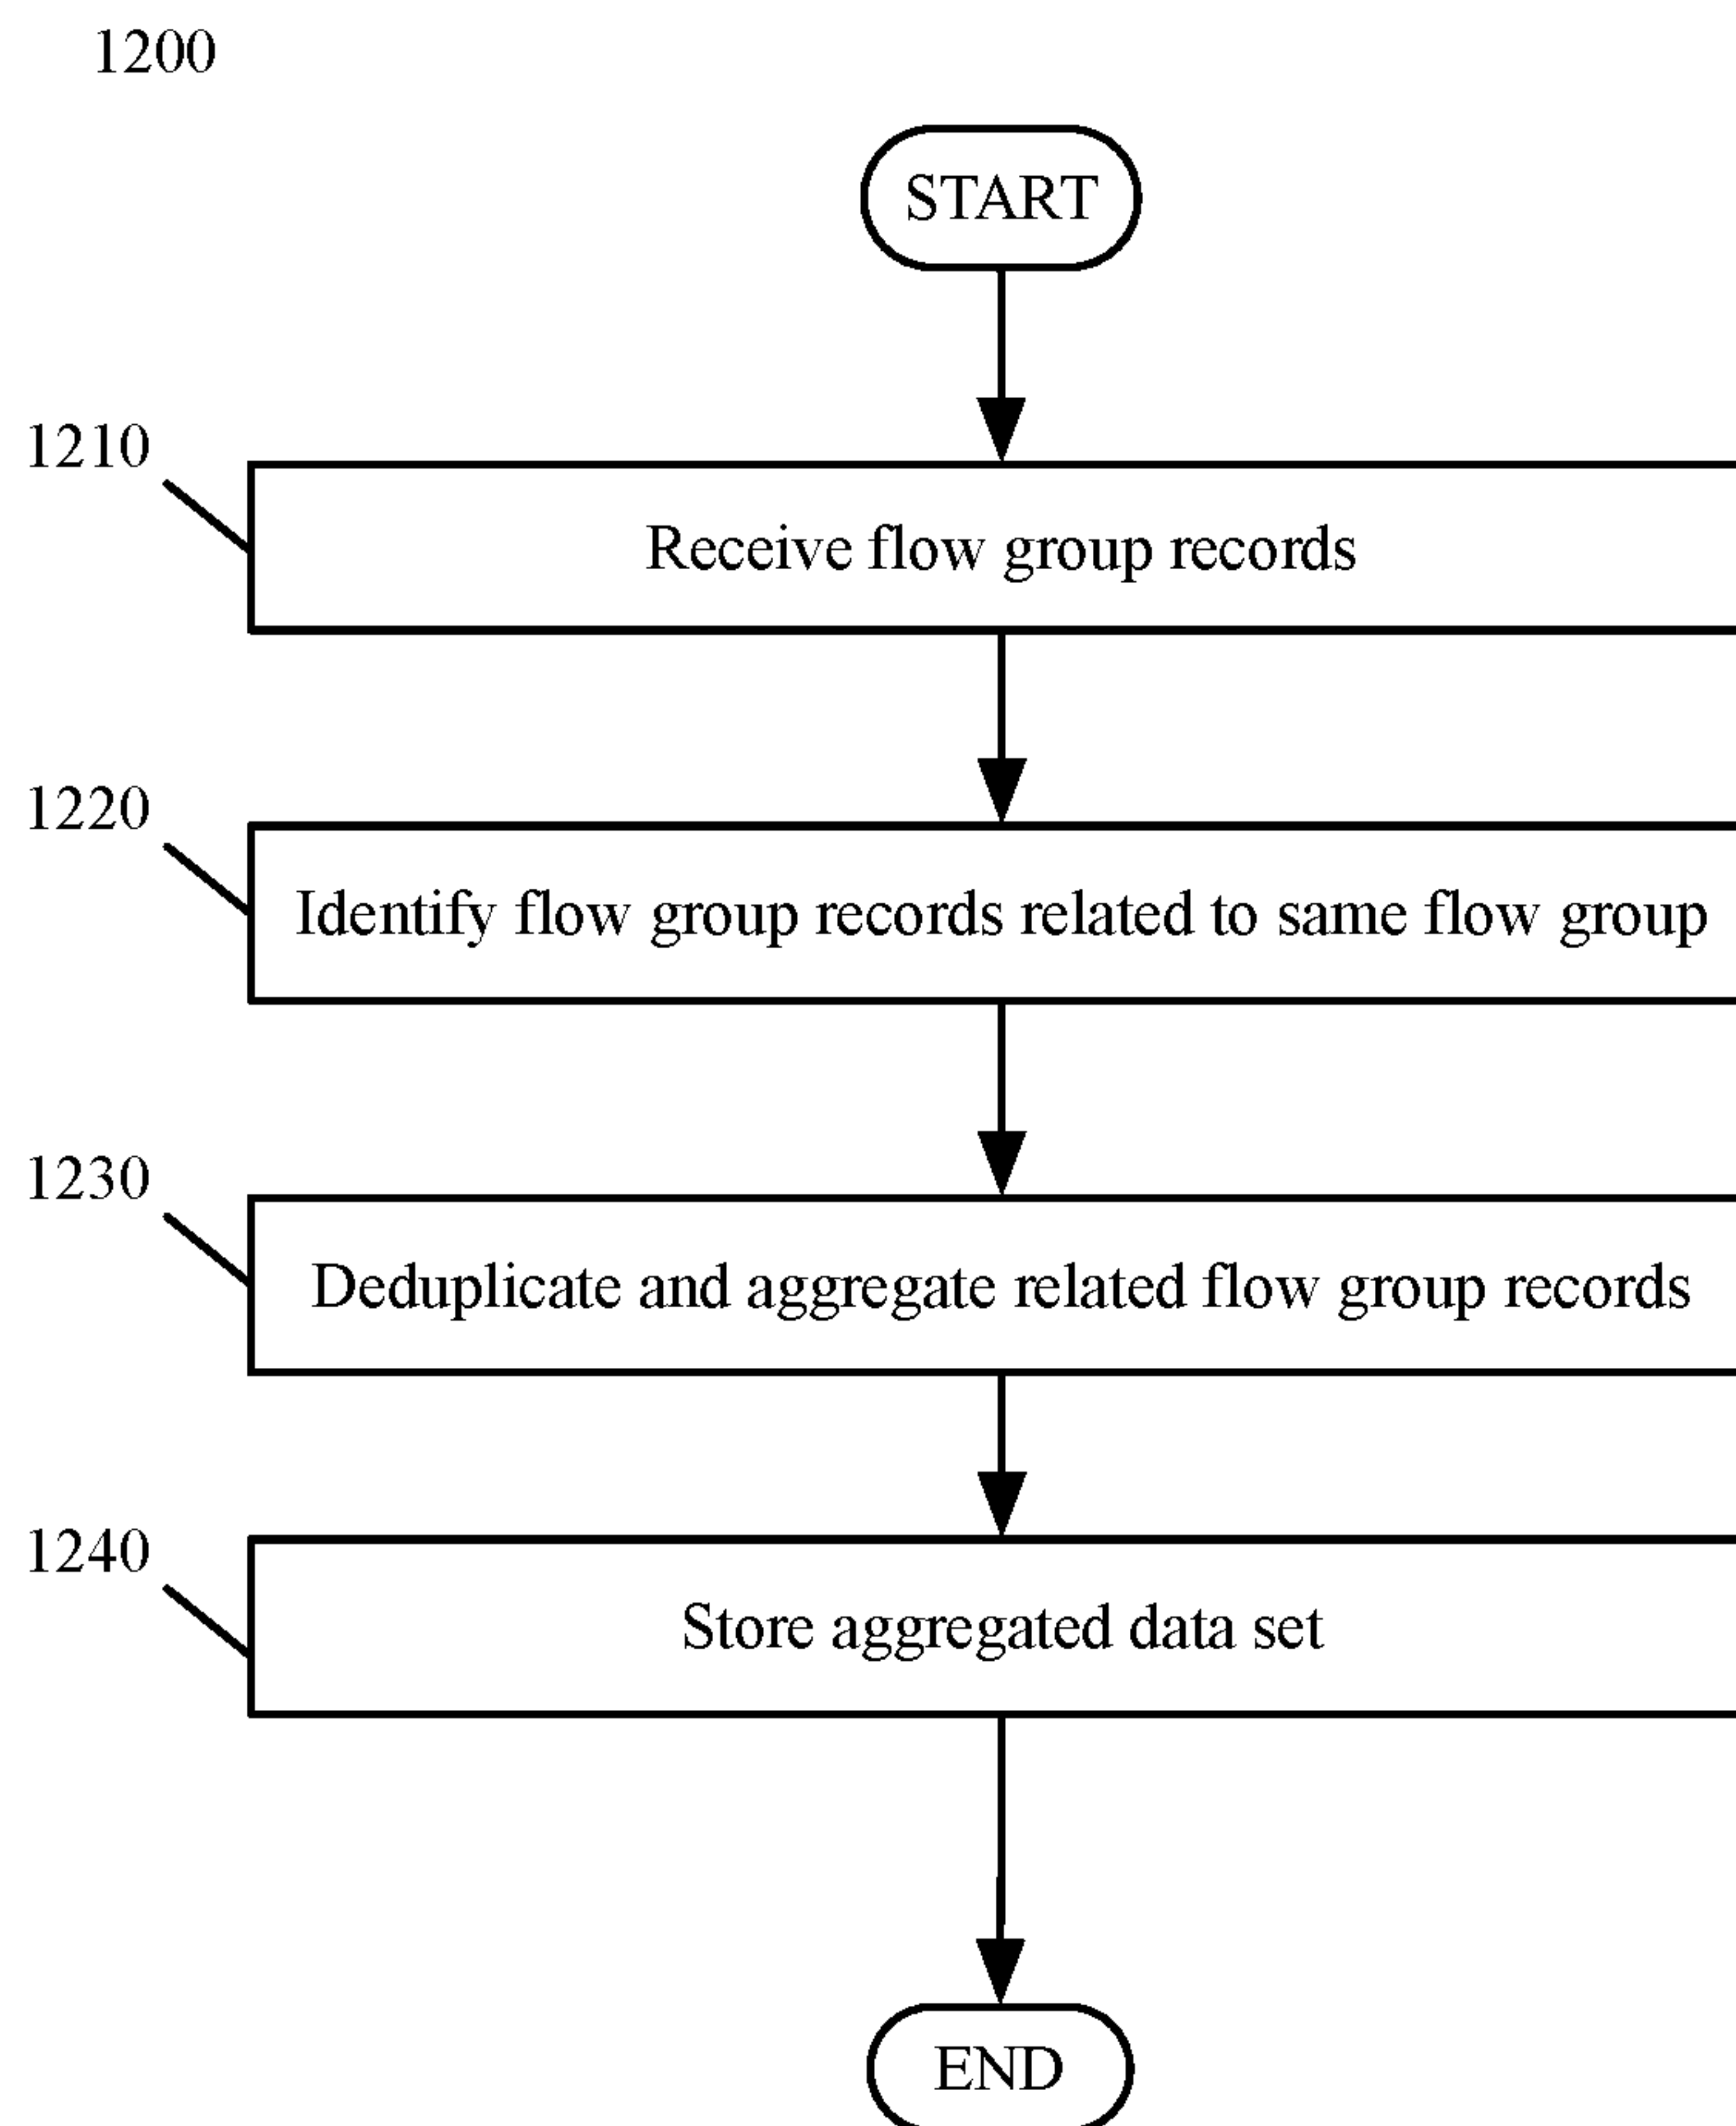 1200
START
1210
Receive flow group records
1220
Identify flow group records related to same flow group
1230
Deduplicate and aggregate related flow group records
1240
Store aggregated data set
END